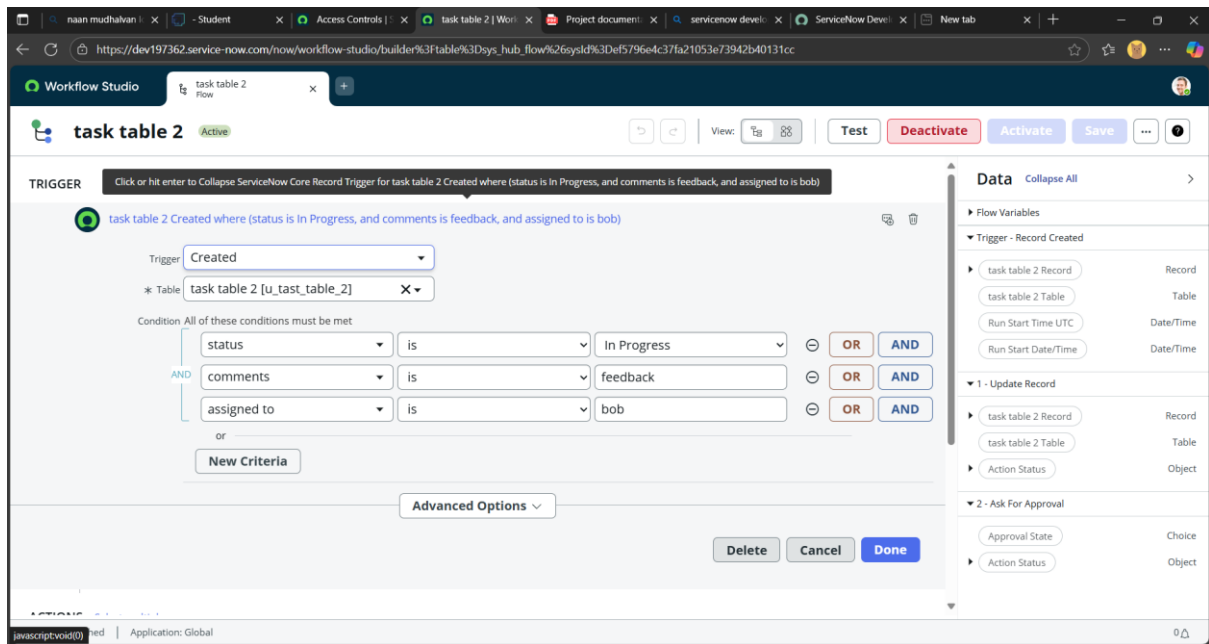 naan mudhalvan l
- Student
Access Controls | S
task table 2 | Work
Project document
servicenow develo
ServiceNow Devel
New tab
https://dev197362.service-now.com/now/workflow-studio/builder%3Ftable%3Dsys_hub_flow%26sysId%3Def5796e4c37fa21053e73942b40131cc
Workflow Studio
task table 2
Flow
task table 2 Active
View:
Test
Deactivate
Activate
Save
TRIGGER
Click or hit enter to Collapse ServiceNow Core Record Trigger for task table 2 Created where (status is In Progress, and comments is feedback, and assigned to is bob)
task table 2 Created where (status is In Progress, and comments is feedback, and assigned to is bob)
Trigger Created
* Table task table 2 [u_tast_table_2]
Condition All of these conditions must be met
status is In Progress OR AND
AND comments is feedback OR AND
assigned to is bob OR AND
or
New Criteria
Advanced Options
Delete Cancel Done
Data Collapse All
Flow Variables
Trigger - Record Created
task table 2 Record Record
task table 2 Table Table
Run Start Time UTC Date/Time
Run Start Date/Time Date/Time
1 - Update Record
task table 2 Record Record
task table 2 Table Table
Action Status Object
2 - Ask For Approval
Approval State Choice
Action Status Object
javascript:void(0)
hed | Application: Global
0